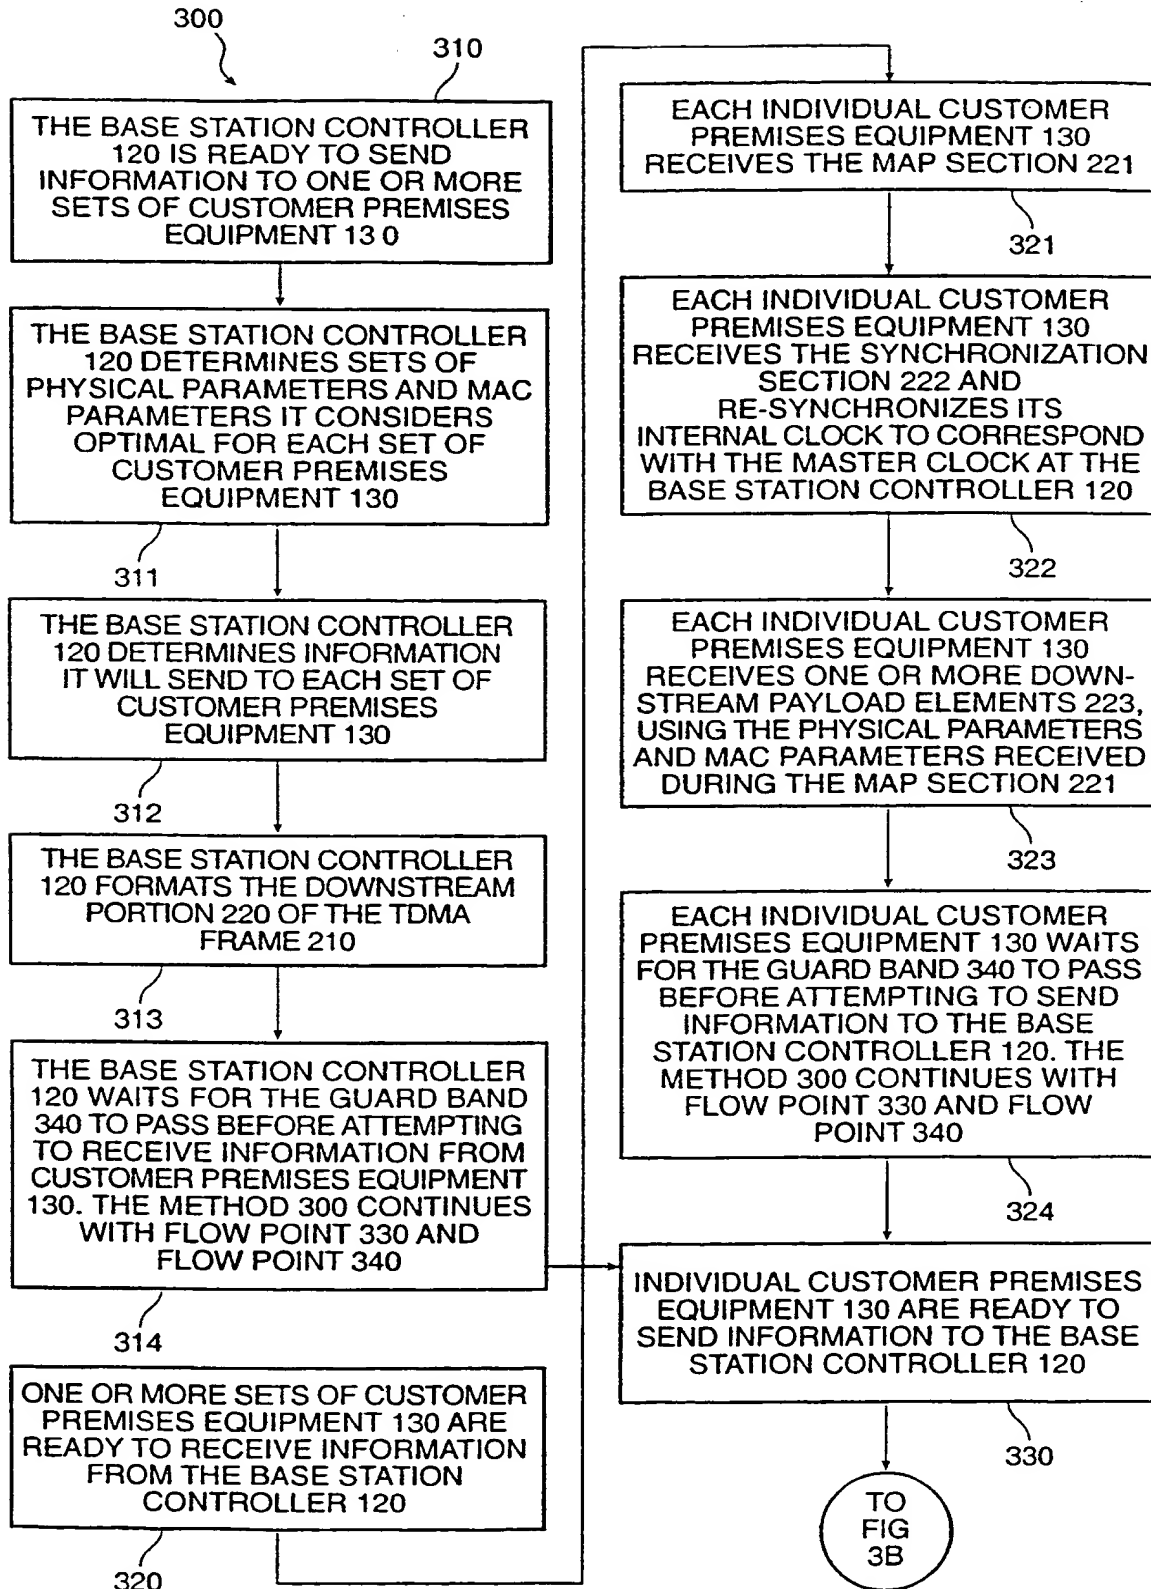 300
310
THE BASE STATION CONTROLLER
120 IS READY TO SEND
INFORMATION TO ONE OR MORE
SETS OF CUSTOMER PREMISES
EQUIPMENT 13 0
THE BASE STATION CONTROLLER
120 DETERMINES SETS OF
PHYSICAL PARAMETERS AND MAC
PARAMETERS IT CONSIDERS
OPTIMAL FOR EACH SET OF
CUSTOMER PREMISES
EQUIPMENT 130
311
THE BASE STATION CONTROLLER
120 DETERMINES INFORMATION
IT WILL SEND TO EACH SET OF
CUSTOMER PREMISES
EQUIPMENT 130
312
THE BASE STATION CONTROLLER
120 FORMATS THE DOWNSTREAM
PORTION 220 OF THE TDMA
FRAME 210
313
THE BASE STATION CONTROLLER
120 WAITS FOR THE GUARD BAND
340 TO PASS BEFORE ATTEMPTING
TO RECEIVE INFORMATION FROM
CUSTOMER PREMISES EQUIPMENT
130. THE METHOD 300 CONTINUES
WITH FLOW POINT 330 AND
FLOW POINT 340
314
ONE OR MORE SETS OF CUSTOMER
PREMISES EQUIPMENT 130 ARE
READY TO RECEIVE INFORMATION
FROM THE BASE STATION
CONTROLLER 120
320
EACH INDIVIDUAL CUSTOMER
PREMISES EQUIPMENT 130
RECEIVES THE MAP SECTION 221
321
EACH INDIVIDUAL CUSTOMER
PREMISES EQUIPMENT 130
RECEIVES THE SYNCHRONIZATION
SECTION 222 AND
RE-SYNCHRONIZES ITS
INTERNAL CLOCK TO CORRESPOND
WITH THE MASTER CLOCK AT THE
BASE STATION CONTROLLER 120
322
EACH INDIVIDUAL CUSTOMER
PREMISES EQUIPMENT 130
RECEIVES ONE OR MORE DOWN-
STREAM PAYLOAD ELEMENTS 223,
USING THE PHYSICAL PARAMETERS
AND MAC PARAMETERS RECEIVED
DURING THE MAP SECTION 221
323
EACH INDIVIDUAL CUSTOMER
PREMISES EQUIPMENT 130 WAITS
FOR THE GUARD BAND 340 TO PASS
BEFORE ATTEMPTING TO SEND
INFORMATION TO THE BASE
STATION CONTROLLER 120. THE
METHOD 300 CONTINUES WITH
FLOW POINT 330 AND FLOW
POINT 340
324
INDIVIDUAL CUSTOMER PREMISES
EQUIPMENT 130 ARE READY TO
SEND INFORMATION TO THE BASE
STATION CONTROLLER 120
330
TO
FIG
3B